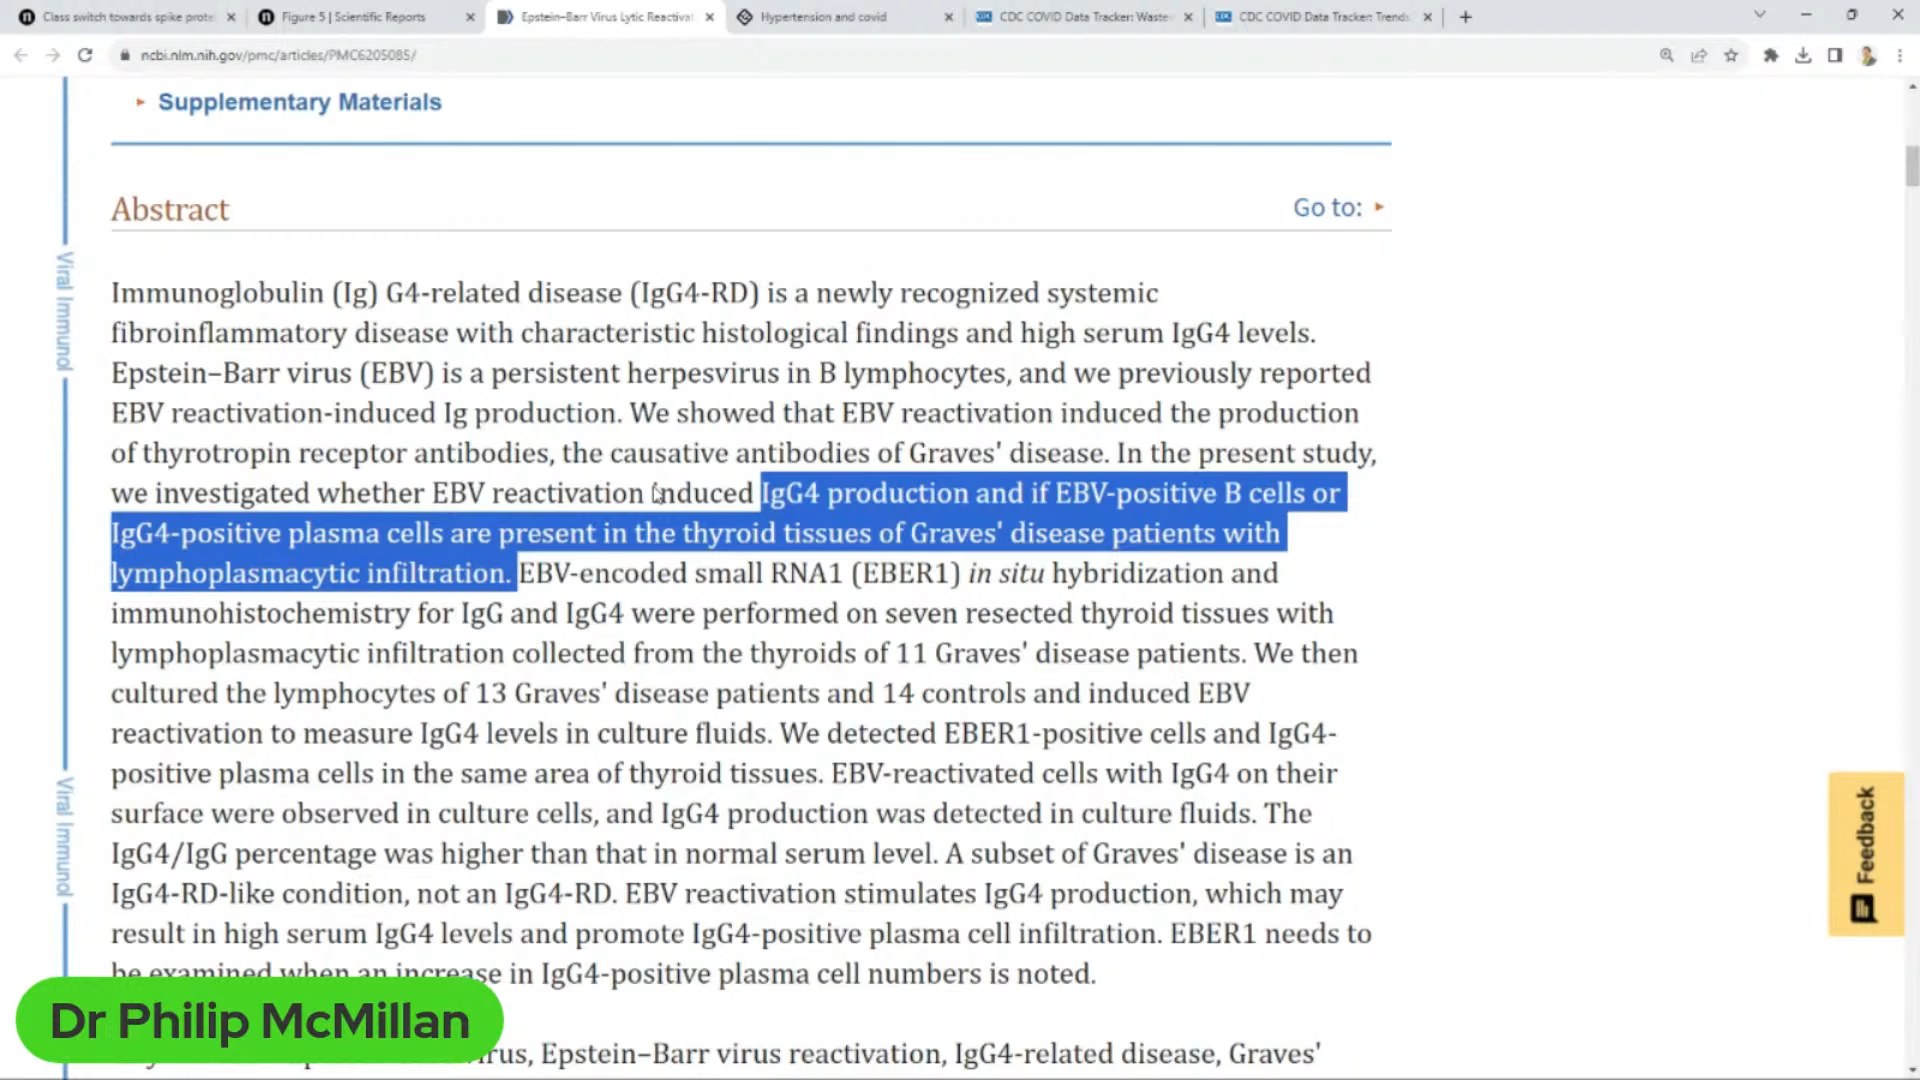 Class switch towards spike prote
Figure 5 | Scientific Reports
Epstein–Barr Virus Lytic Reactivat
Hypertension and covid
CDC COVID Data Tracker: Waste
CDC COVID Data Tracker: Trends
ncbi.nlm.nih.gov/pmc/articles/PMC6205085/
Supplementary Materials
Abstract
Go to:
Immunoglobulin (Ig) G4-related disease (IgG4-RD) is a newly recognized systemic
fibroinflammatory disease with characteristic histological findings and high serum IgG4 levels.
Epstein–Barr virus (EBV) is a persistent herpesvirus in B lymphocytes, and we previously reported
EBV reactivation-induced Ig production. We showed that EBV reactivation induced the production
of thyrotropin receptor antibodies, the causative antibodies of Graves' disease. In the present study,
we investigated whether EBV reactivation induced IgG4 production and if EBV-positive B cells or
IgG4-positive plasma cells are present in the thyroid tissues of Graves' disease patients with
lymphoplasmacytic infiltration. EBV-encoded small RNA1 (EBER1) in situ hybridization and
immunohistochemistry for IgG and IgG4 were performed on seven resected thyroid tissues with
lymphoplasmacytic infiltration collected from the thyroids of 11 Graves' disease patients. We then
cultured the lymphocytes of 13 Graves' disease patients and 14 controls and induced EBV
reactivation to measure IgG4 levels in culture fluids. We detected EBER1-positive cells and IgG4-
positive plasma cells in the same area of thyroid tissues. EBV-reactivated cells with IgG4 on their
surface were observed in culture cells, and IgG4 production was detected in culture fluids. The
IgG4/IgG percentage was higher than that in normal serum level. A subset of Graves' disease is an
IgG4-RD-like condition, not an IgG4-RD. EBV reactivation stimulates IgG4 production, which may
result in high serum IgG4 levels and promote IgG4-positive plasma cell infiltration. EBER1 needs to
be examined when an increase in IgG4-positive plasma cell numbers is noted.
rus, Epstein–Barr virus reactivation, IgG4-related disease, Graves'
Viral Immunol
Viral Immunol
Feedback
Dr Philip McMillan